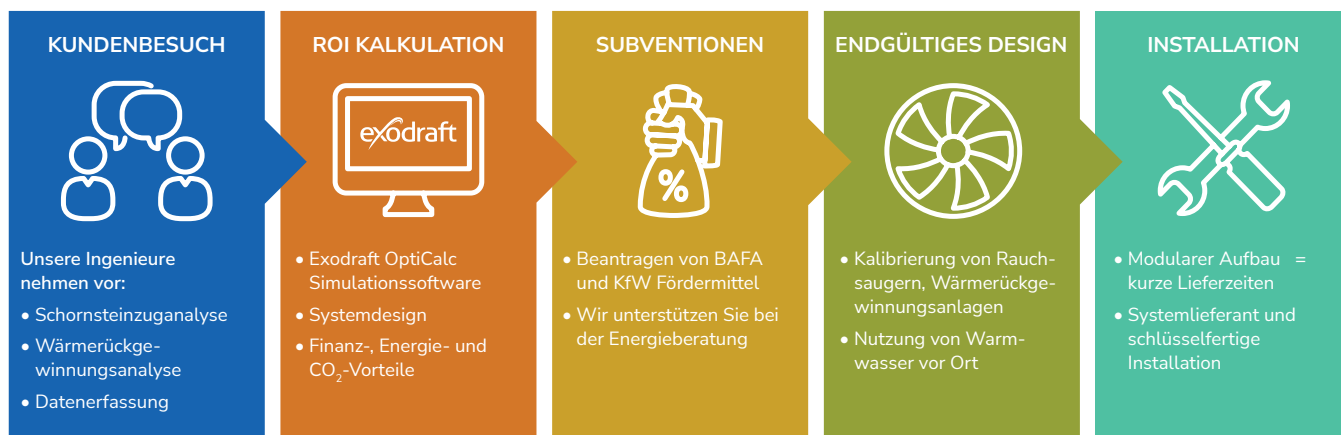 KUNDENBESUCH
Unsere Ingenieure
nehmen vor:
• Schornsteinzuganalyse
• Wärmerückge-
winnungsanalyse
• Datenerfassung
ROI KALKULATION
exodraft
• Exodraft OptiCalc
Simulationssoftware
• Systemdesign
• Finanz-, Energie- und
CO₂-Vorteile
SUBVENTIONEN
%
• Beantragen von BAFA
und KfW Fördermittel
• Wir unterstützen Sie bei
der Energieberatung
ENDGÜLTIGES DESIGN
• Kalibrierung von Rauch-
saugern, Wärmerückge-
winnungsanlagen
• Nutzung von Warm-
wasser vor Ort
INSTALLATION
• Modularer Aufbau =
kurze Lieferzeiten
• Systemlieferant und
schlüsselfertige
Installation